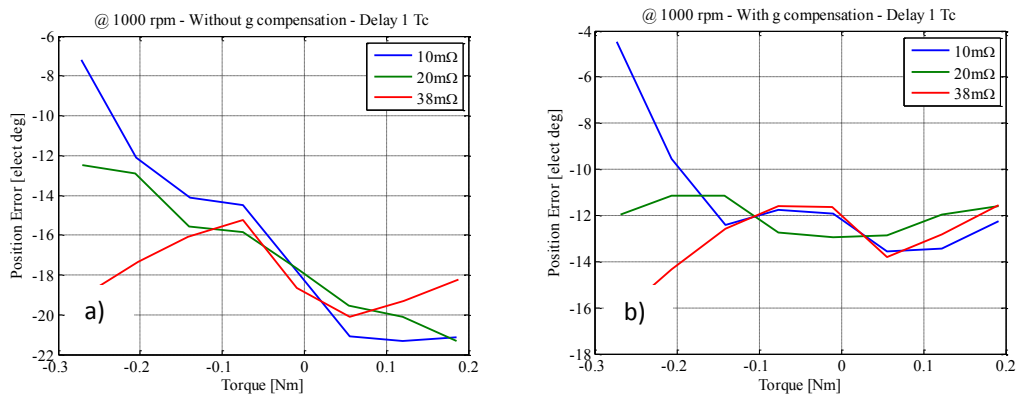 @ 1000 rpm - Without g compensation - Delay 1 Tc
-6
-8
-10
-12
-14
-16
-18
-20
-22
Position Error [elect deg]
10mΩ
20mΩ
38mΩ
a)
-0.3
-0.2
-0.1
0
0.1
0.2
Torque [Nm]
@ 1000 rpm - With g compensation - Delay 1 Tc
-4
-6
-8
-10
-12
-14
-16
-18
Position Error [elect deg]
10mΩ
20mΩ
38mΩ
b)
-0.3
-0.2
-0.1
0
0.1
0.2
Torque [Nm]